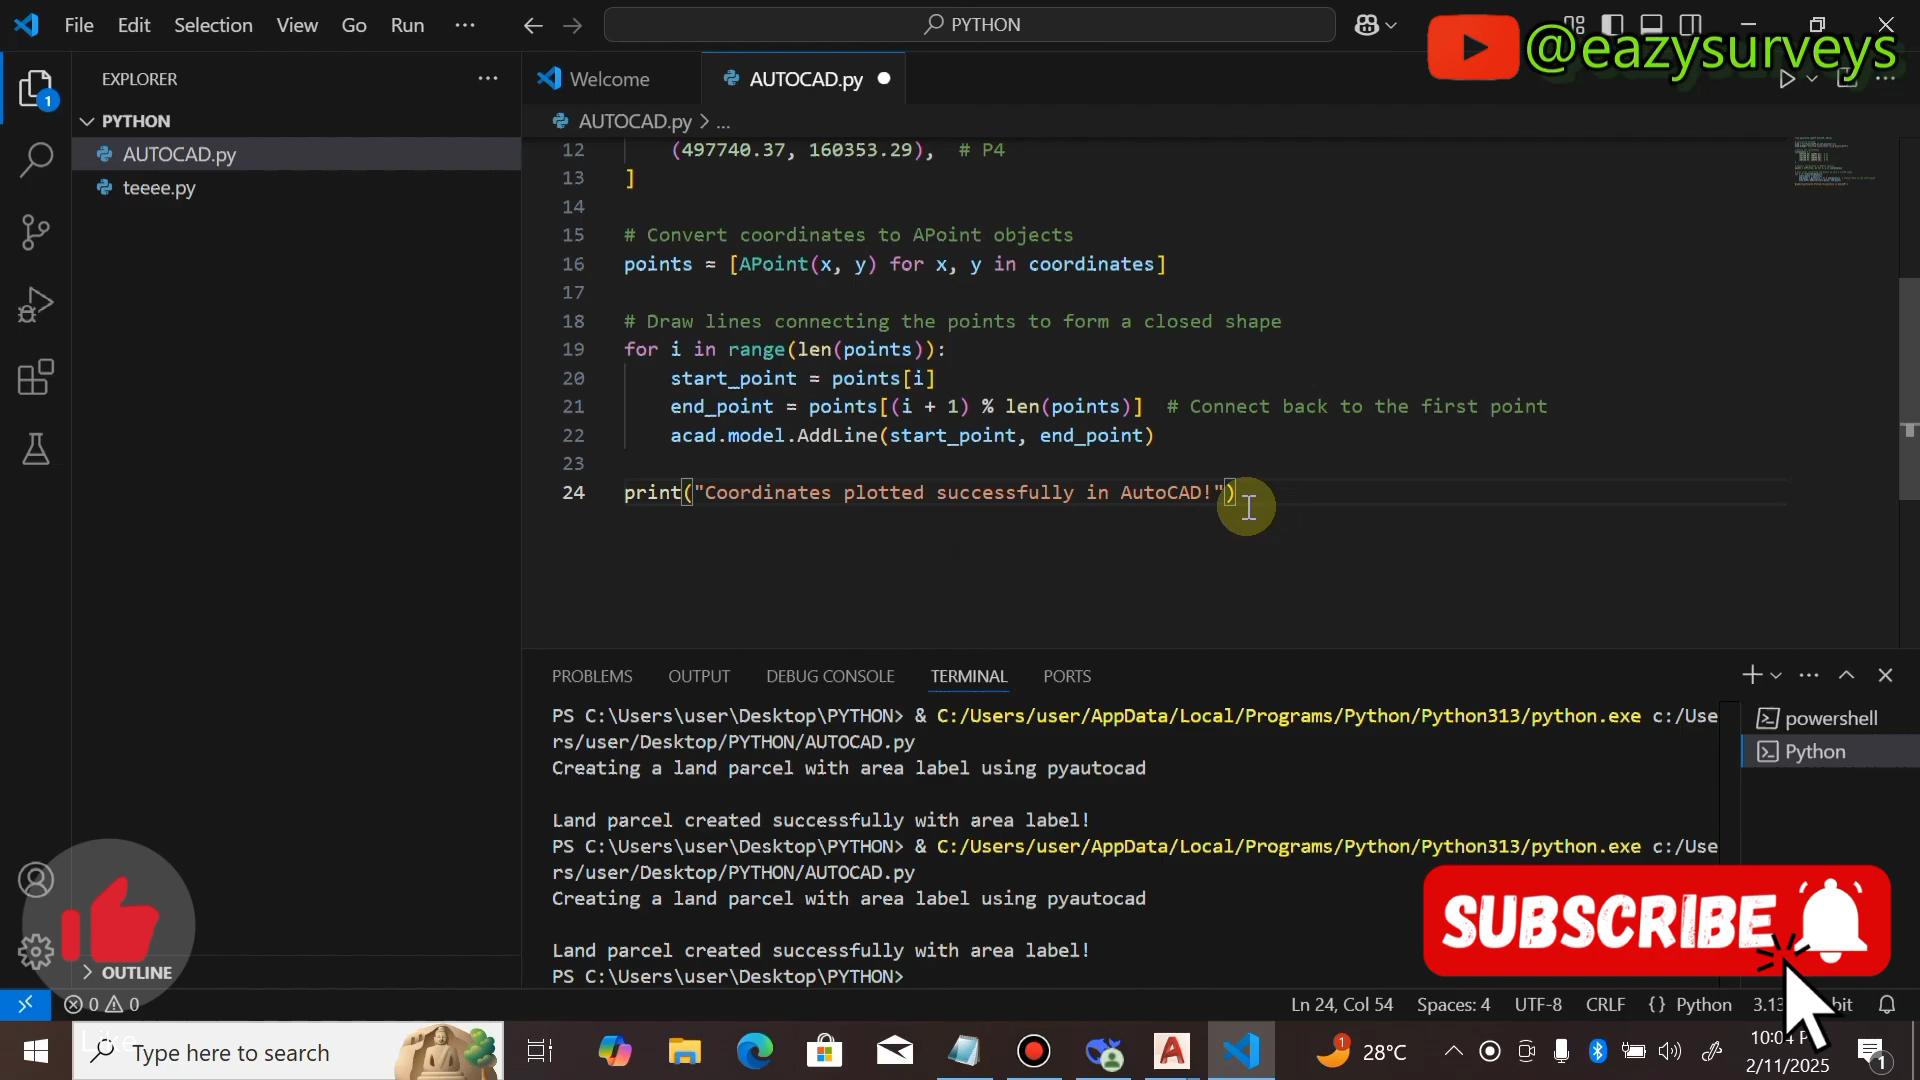 File Edit Selection View Go Run ...
PYTHON
@eazysurveys
EXPLORER
PYTHON
AUTOCAD.py
teeee.py
Welcome
AUTOCAD.py
AUTOCAD.py > ...
12 (497740.37, 160353.29), # P4
13 ]
14
15 # Convert coordinates to APoint objects
16 points = [APoint(x, y) for x, y in coordinates]
17
18 # Draw lines connecting the points to form a closed shape
19 for i in range(len(points)):
20 start_point = points[i]
21 end_point = points[(i + 1) % len(points)] # Connect back to the first point
22 acad.model.AddLine(start_point, end_point)
23
24 print("Coordinates plotted successfully in AutoCAD!")
PROBLEMS OUTPUT DEBUG CONSOLE TERMINAL PORTS
PS C:\Users\user\Desktop\PYTHON> & C:/Users/user/AppData/Local/Programs/Python/Python313/python.exe c:/Use
rs/user/Desktop/PYTHON/AUTOCAD.py
Creating a land parcel with area label using pyautocad
Land parcel created successfully with area label!
PS C:\Users\user\Desktop\PYTHON> & C:/Users/user/AppData/Local/Programs/Python/Python313/python.exe c:/Use
rs/user/Desktop/PYTHON/AUTOCAD.py
Creating a land parcel with area label using pyautocad
Land parcel created successfully with area label!
PS C:\Users\user\Desktop\PYTHON>
powershell
Python
SUBSCRIBE
OUTLINE
1
0 0
Ln 24, Col 54 Spaces: 4 UTF-8 CRLF {} Python
Like
Type here to search
1
28°C
2/11/2025
1